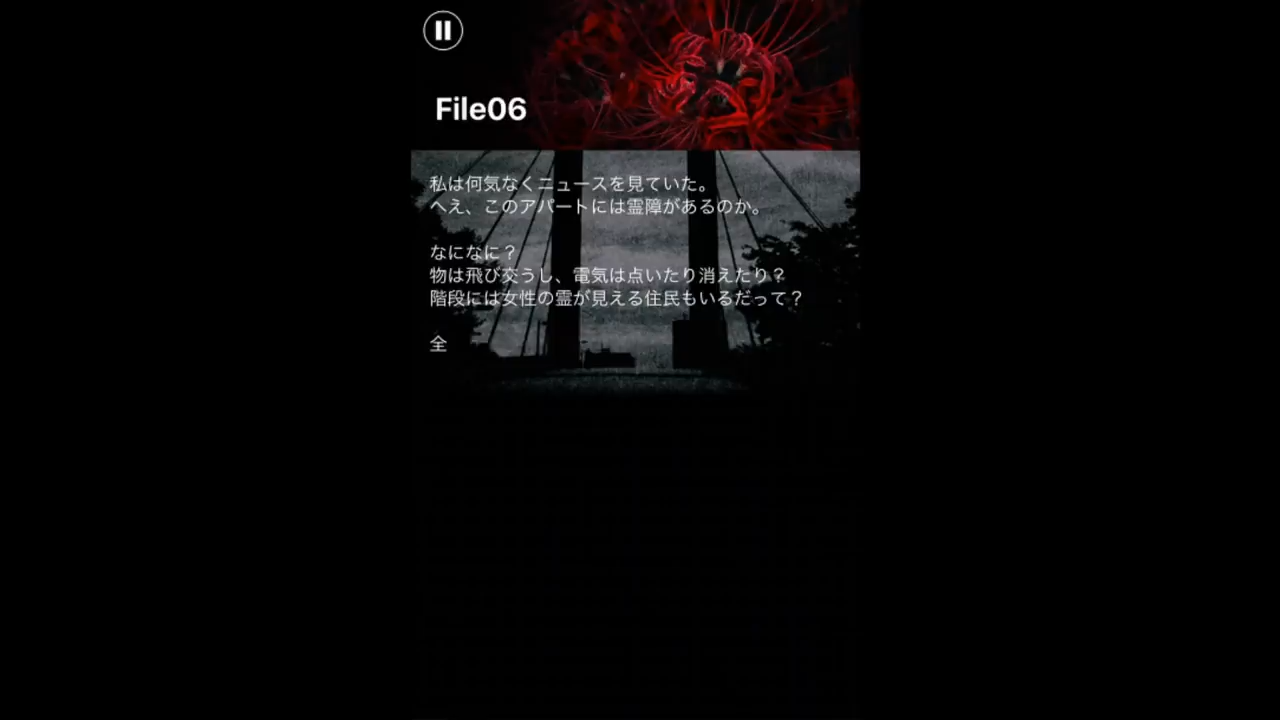 File06
私は何気なくニュースを見ていた。
へえ、このアパートには霊障があるのか。
なになに？
物は飛び交うし、電気は点いたり消えたり？
階段には女性の霊が見える住民もいるだって？
全